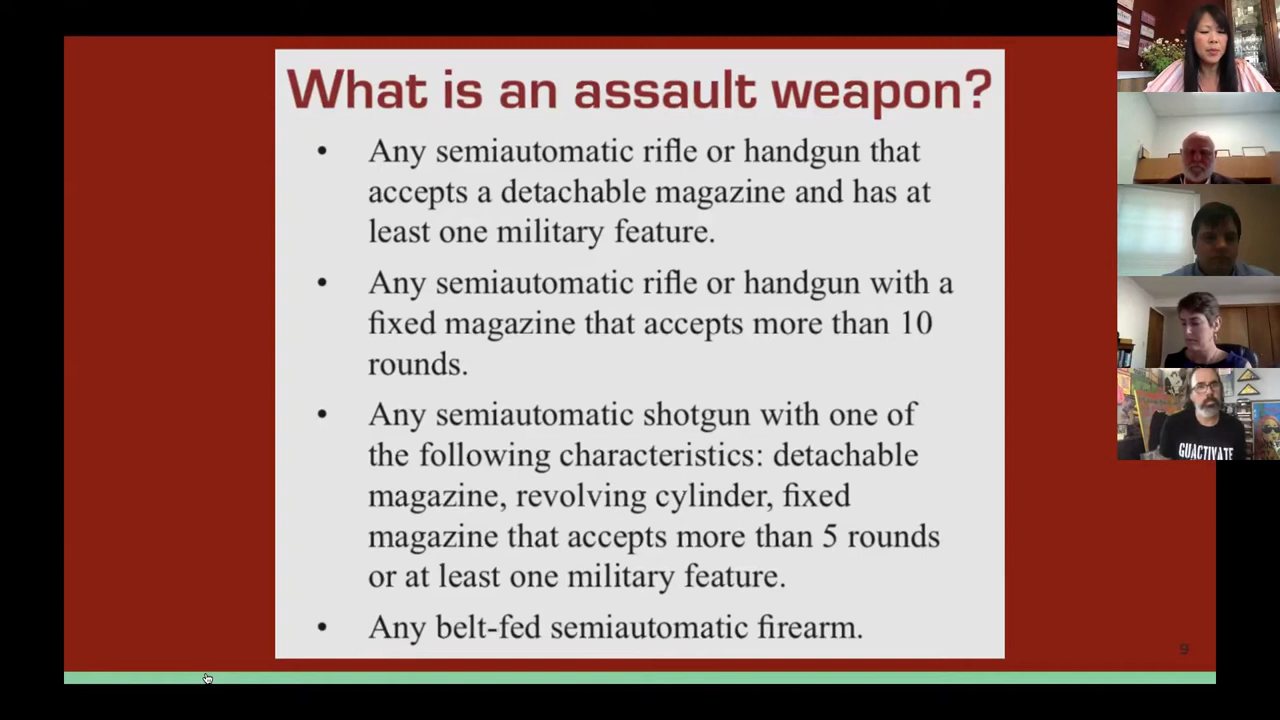 What is an assault weapon?
• Any semiautomatic rifle or handgun that
accepts a detachable magazine and has at
least one military feature.
• Any semiautomatic rifle or handgun with a
fixed magazine that accepts more than 10
rounds.
• Any semiautomatic shotgun with one of
the following characteristics: detachable
magazine, revolving cylinder, fixed
magazine that accepts more than 5 rounds
or at least one military feature.
• Any belt-fed semiautomatic firearm.
9
GUACTIVATE